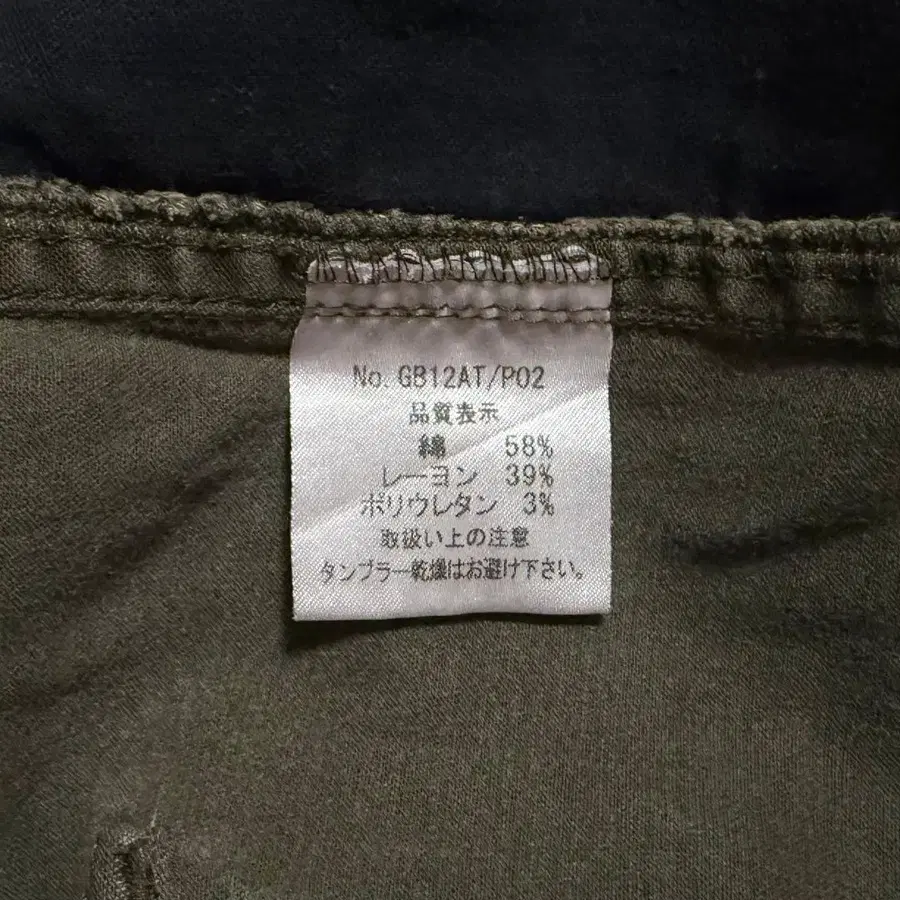 No. GB12AT/P02
品質表示
綿 58%
レーヨン 39%
ポリウレタン 3%
取扱い上の注意
タンブラー乾燥はお避け下さい。